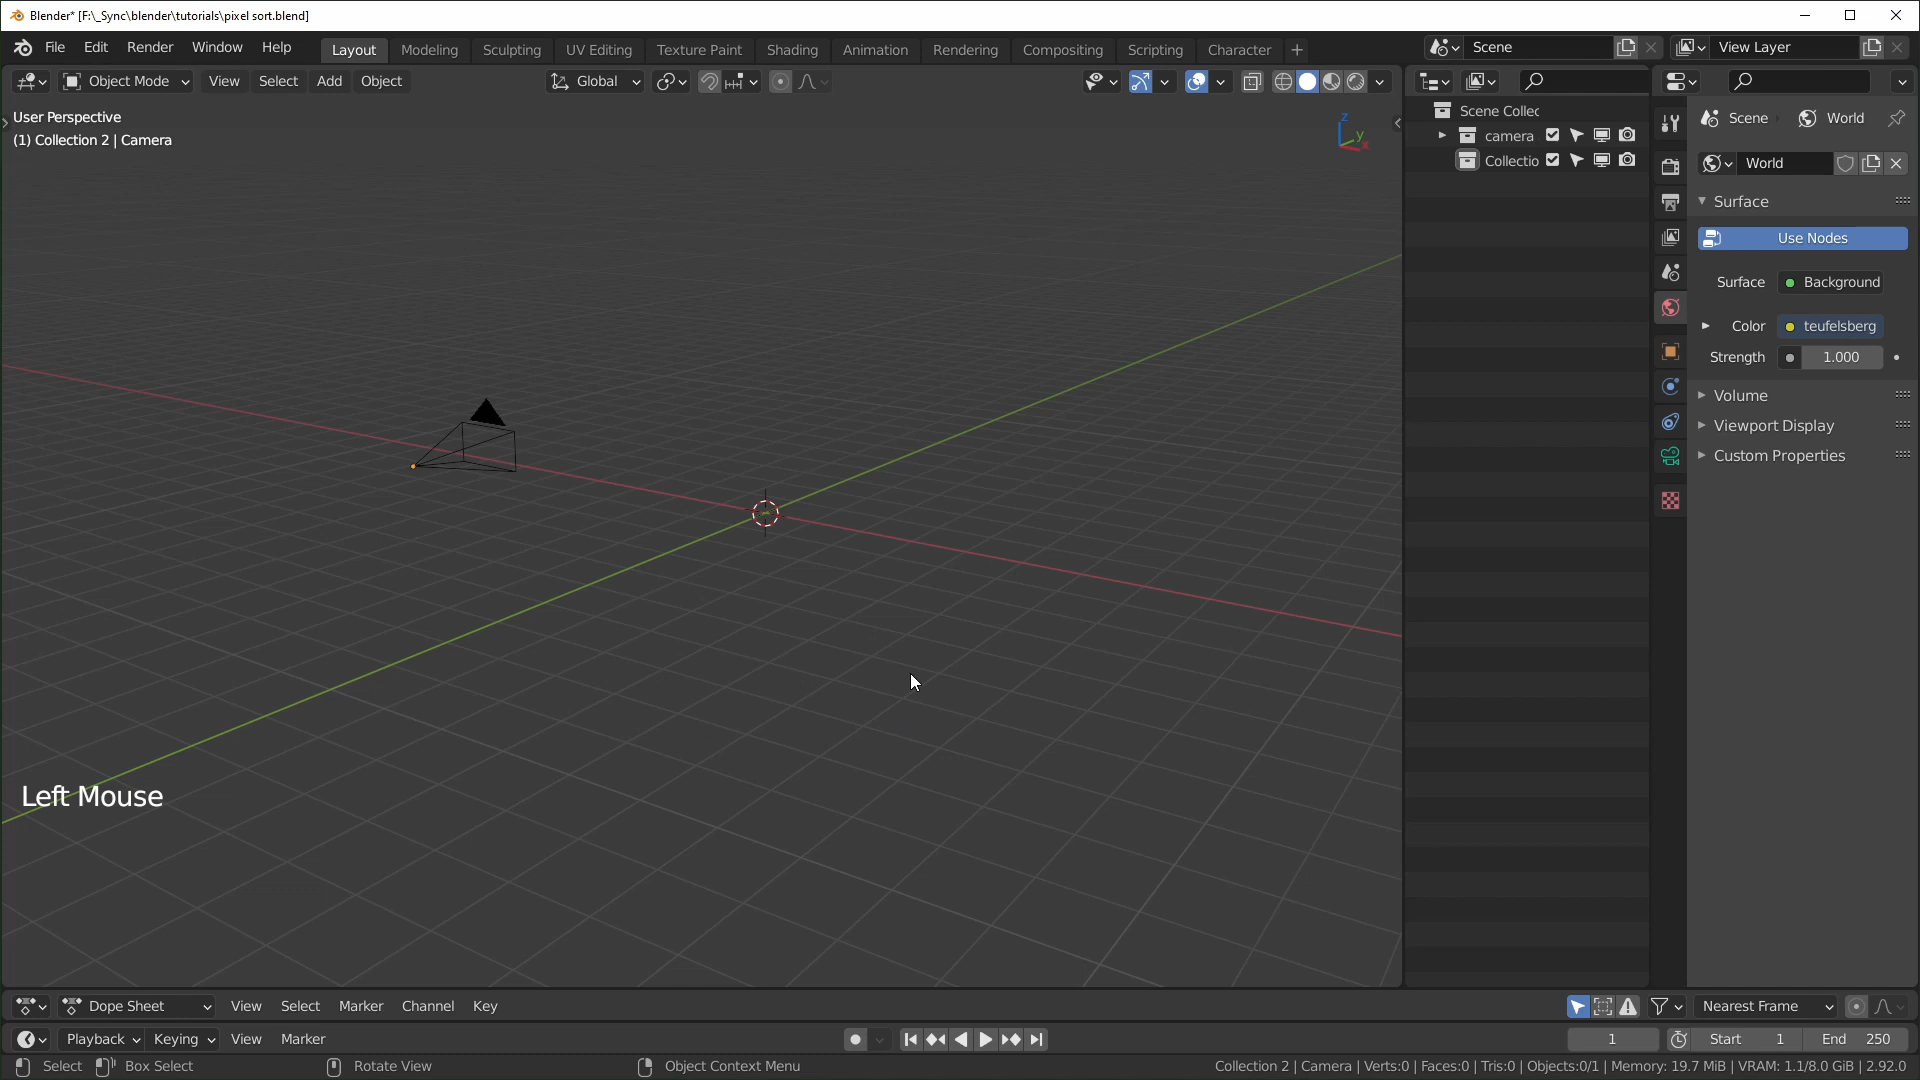 Blender* [F:\_Sync\blender\tutorials\pixel sort.blend]
File Edit Render Window Help Layout Modeling Sculpting UV Editing Texture Paint Shading Animation Rendering Compositing Scripting Character + Scene View Layer
Object Mode View Select Add Object Global
User Perspective
(1) Collection 2 | Camera
Z
Y
X
Scene Collec
camera
Collectio
Scene World
World
Surface
Use Nodes
Surface Background
Color teufelsberg
Strength 1.000
Volume
Viewport Display
Custom Properties
Left Mouse
Dope Sheet View Select Marker Channel Key Nearest Frame
Playback Keying View Marker 1 Start 1 End 250
Select Box Select Rotate View Object Context Menu Collection 2 | Camera | Verts:0 | Faces:0 | Tris:0 | Objects:0/1 | Memory: 19.7 MiB | VRAM: 1.1/8.0 GiB | 2.92.0